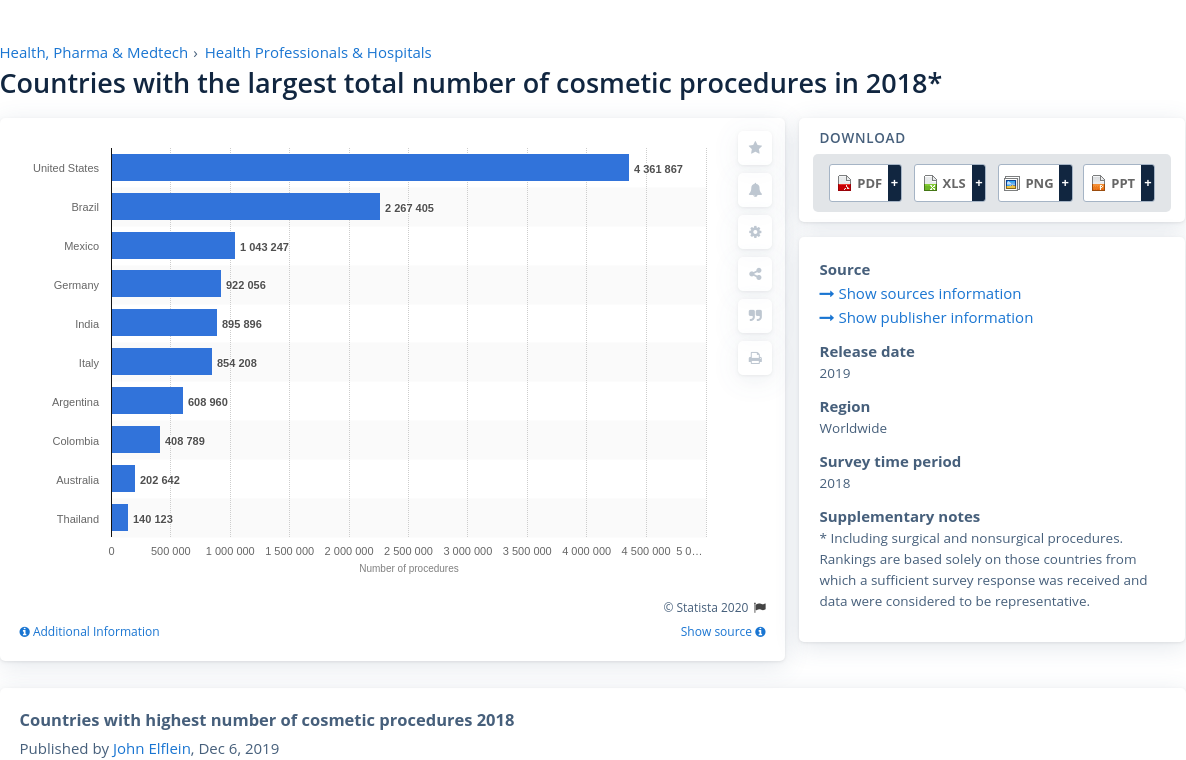 Health, Pharma & Medtech › Health Professionals & Hospitals
Countries with the largest total number of cosmetic procedures in 2018*
United States 4 361 867
Brazil 2 267 405
Mexico 1 043 247
Germany 922 056
India 895 896
Italy 854 208
Argentina 608 960
Colombia 408 789
Australia 202 642
Thailand 140 123
0 500 000 1 000 000 1 500 000 2 000 000 2 500 000 3 000 000 3 500 000 4 000 000 4 500 000 5 0…
Number of procedures
© Statista 2020
Additional Information
Show source
DOWNLOAD
PDF + XLS + PNG + PPT +
Source
Show sources information
Show publisher information
Release date
2019
Region
Worldwide
Survey time period
2018
Supplementary notes
* Including surgical and nonsurgical procedures.
Rankings are based solely on those countries from
which a sufficient survey response was received and
data were considered to be representative.
Countries with highest number of cosmetic procedures 2018
Published by John Elflein, Dec 6, 2019